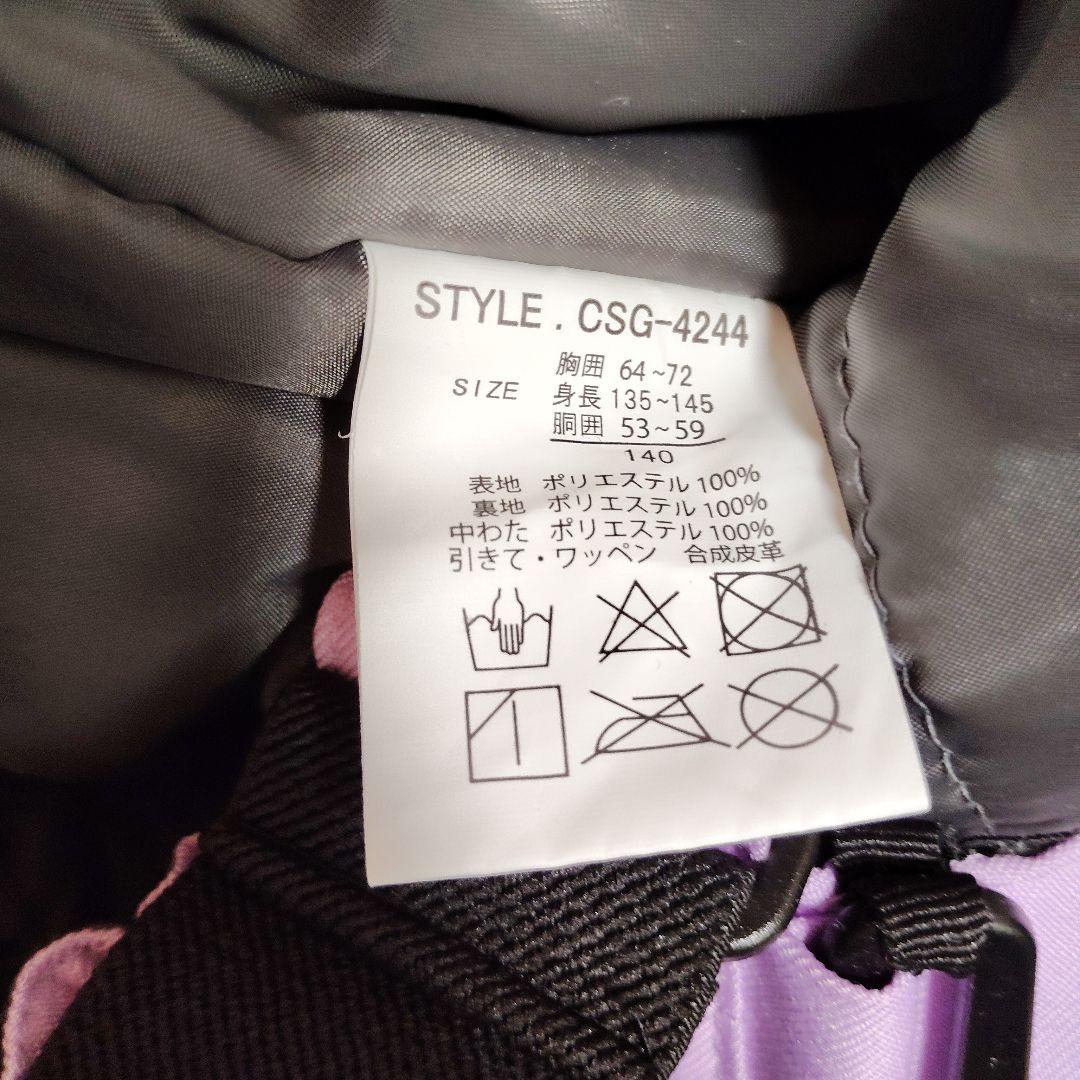 STYLE . CSG-4244
胸囲 64~72
SIZE 身長 135~145
胴囲 53~59
140
表地 ポリエステル 100%
裏地 ポリエステル 100%
中わた ポリエステル 100%
引きて・ワッペン 合成皮革